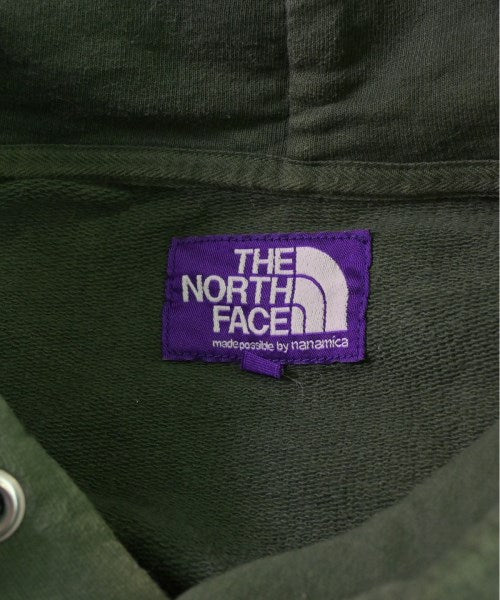 THE
NORTH
FACE
made possible by nanamica